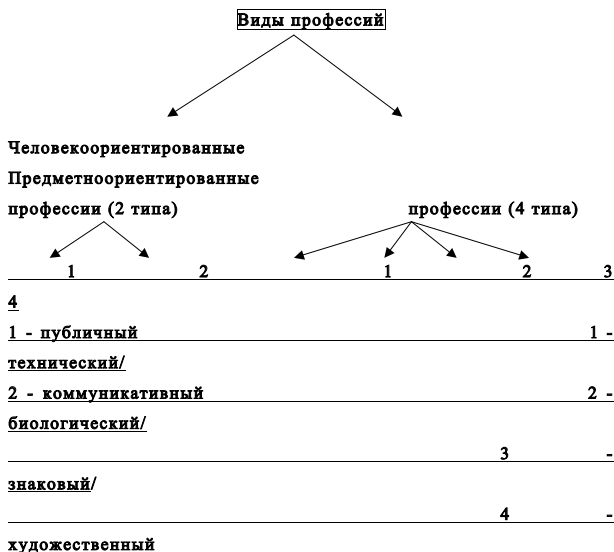 Виды профессий
Человекоориентированные
Предметноориентированные
профессии (2 типа) профессии (4 типа)
1 2 1 2 3
4
1 - публичный 1 -
технический/
2 - коммуникативный 2 -
биологический/
3 -
знаковый/
4 -
художественный